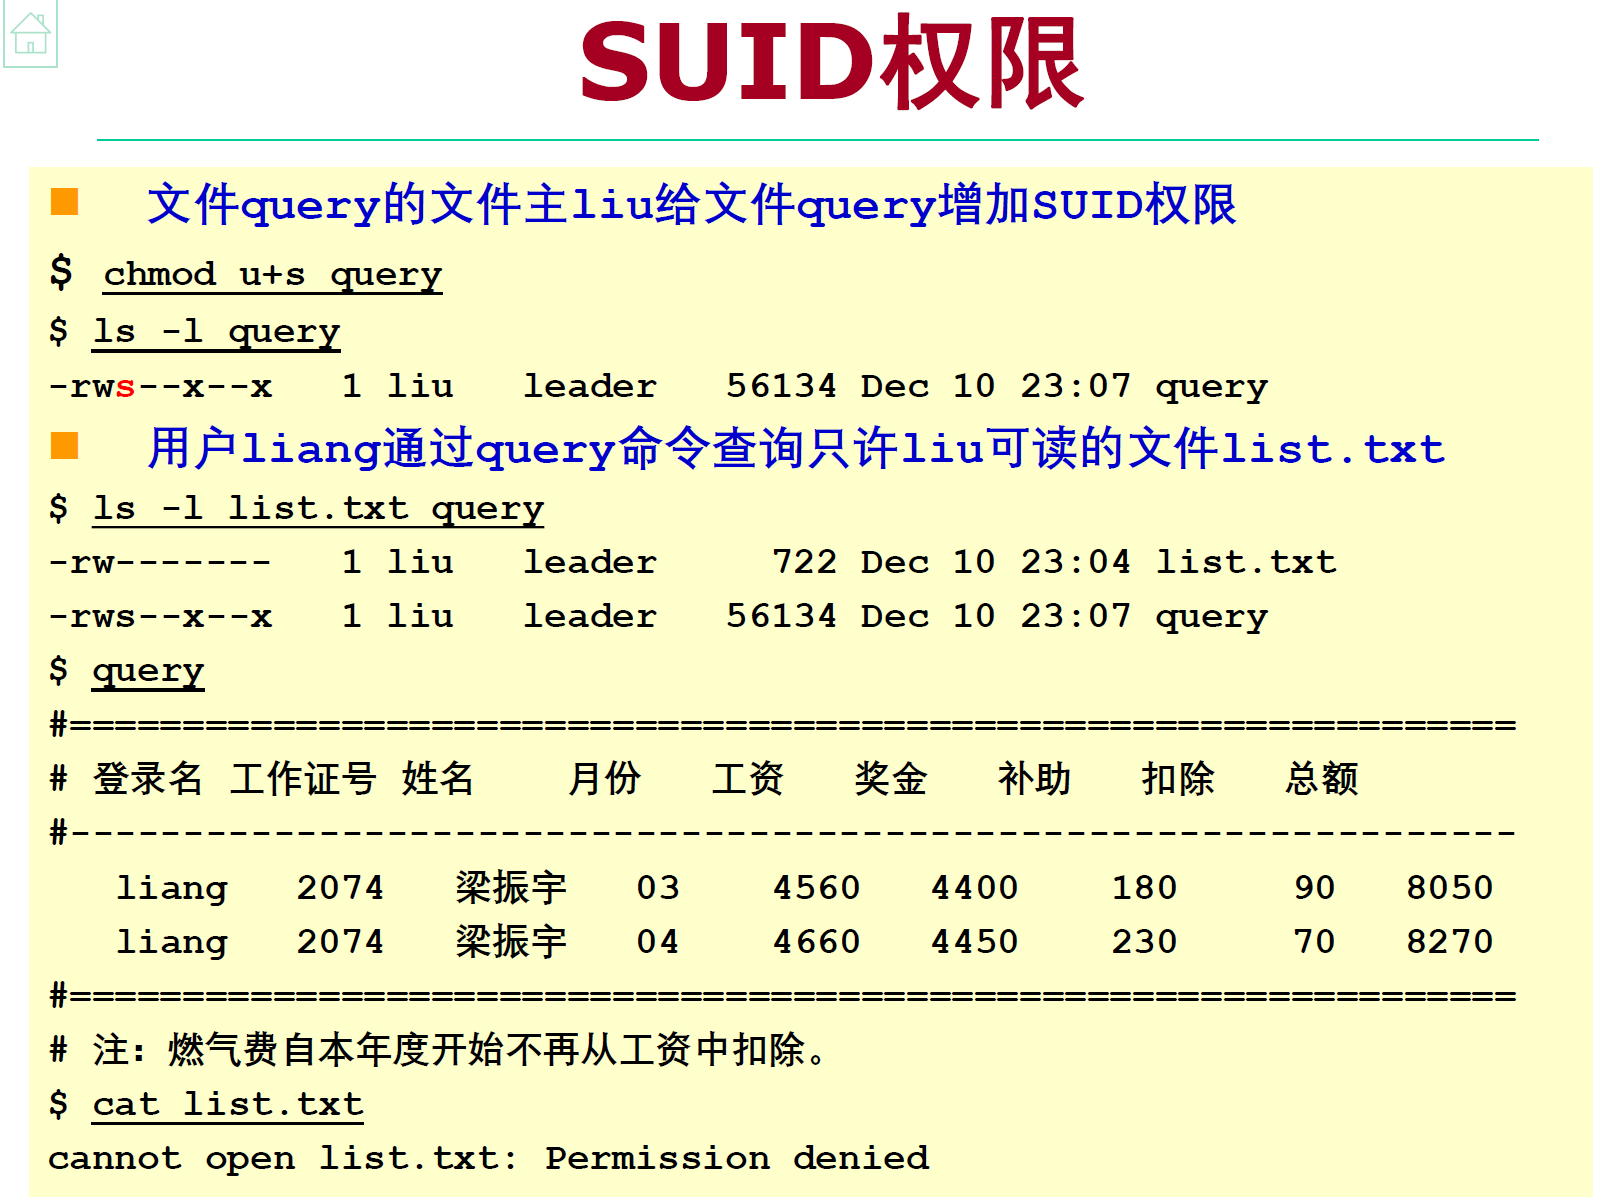 SUID权限
文件query的文件主liu给文件query增加SUID权限
$ chmod u+s query
$ ls -l query
-rws--x--x   1 liu   leader   56134 Dec 10 23:07 query
用户liang通过query命令查询只许liu可读的文件list.txt
$ ls -l list.txt query
-rw-------   1 liu   leader     722 Dec 10 23:04 list.txt
-rws--x--x   1 liu   leader   56134 Dec 10 23:07 query
$ query
#================================================================
# 登录名 工作证号 姓名    月份   工资   奖金   补助   扣除   总额
#----------------------------------------------------------------
   liang   2074   梁振宇   03    4560   4400    180     90   8050
   liang   2074   梁振宇   04    4660   4450    230     70   8270
#================================================================
# 注：燃气费自本年度开始不再从工资中扣除。
$ cat list.txt
cannot open list.txt: Permission denied